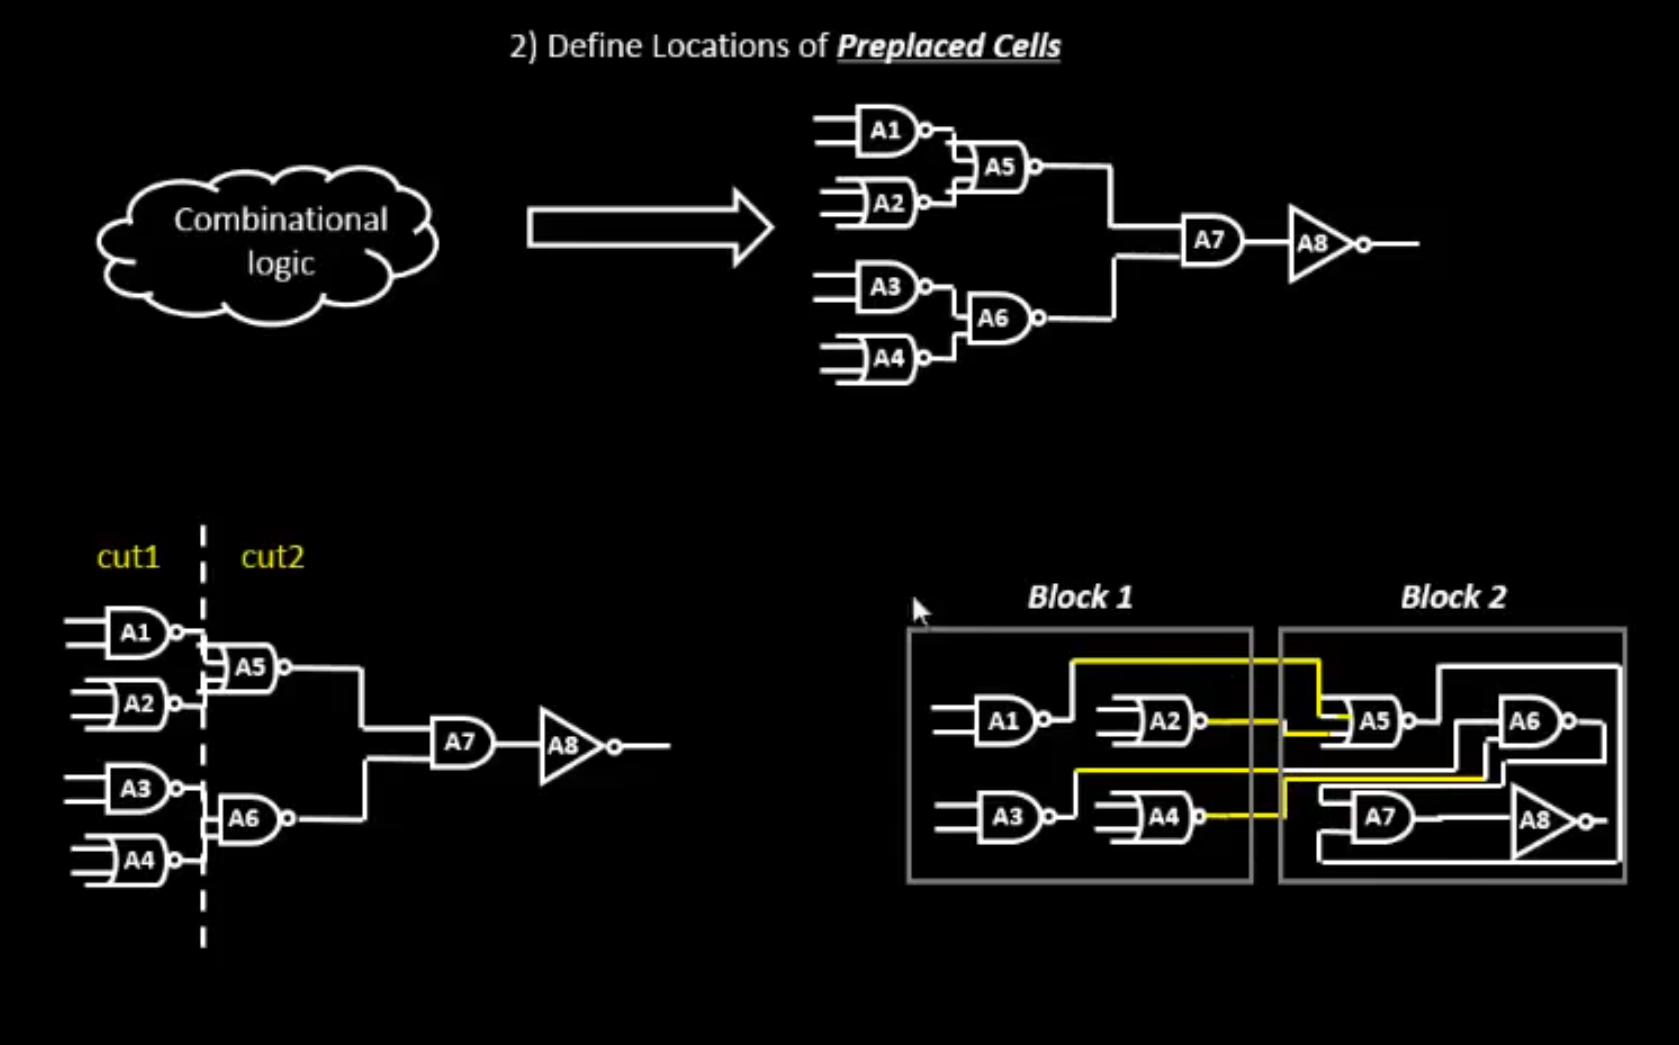 2) Define Locations of Preplaced Cells
Combinational
logic
A1
A5
A2
A7
A8
A3
A6
A4
cut1
cut2
A1
A5
A2
A7
A8
A3
A6
A4
Block 1
Block 2
A1
A2
A5
A6
A3
A4
A7
A8